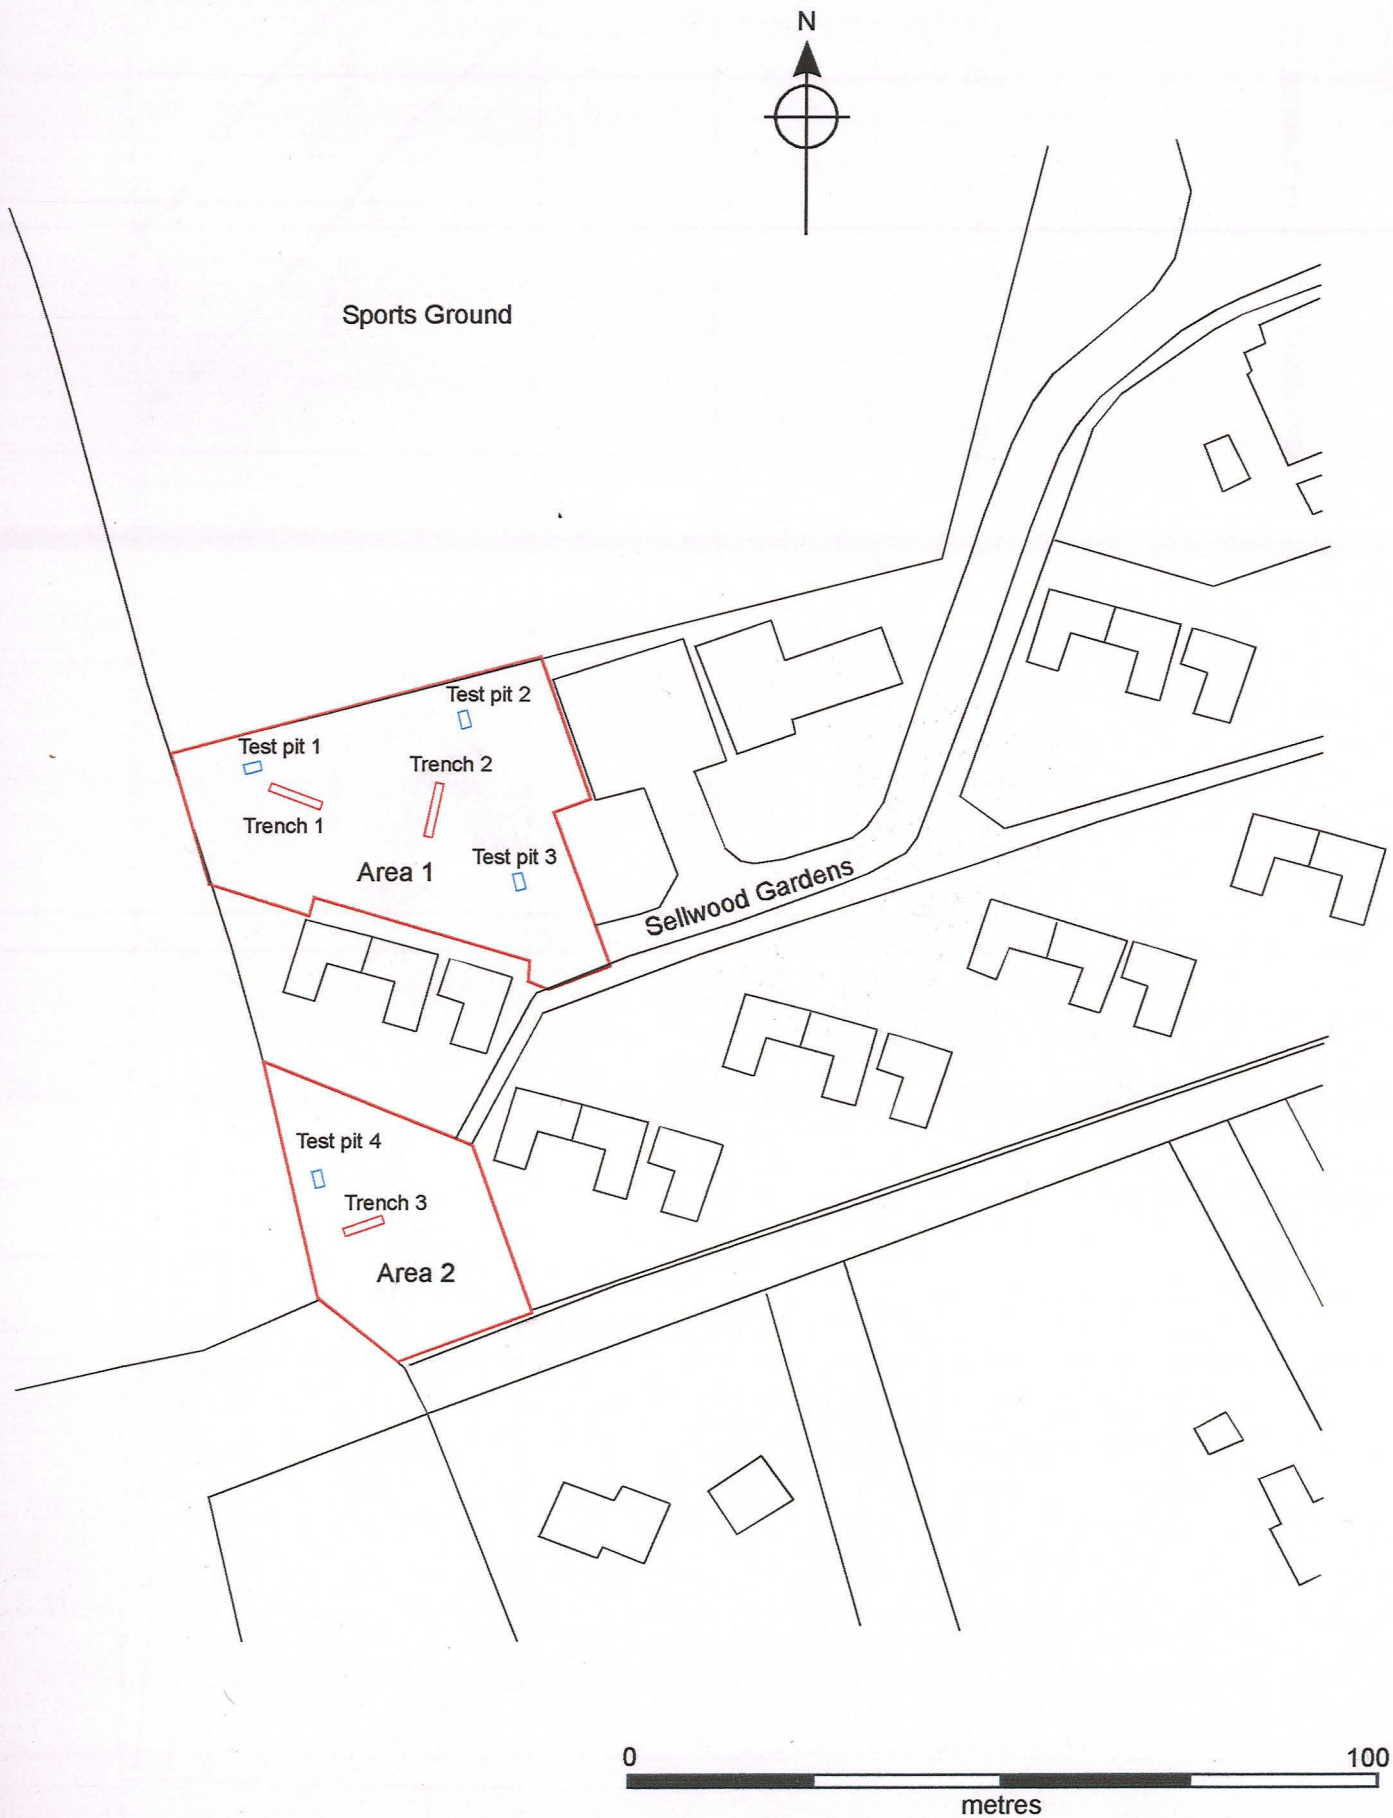 N
Sports Ground
Test pit 2
Test pit 1
Trench 2
Trench 1
Test pit 3
Area 1
Sellwood Gardens
Test pit 4
Trench 3
Area 2
0 100
metres